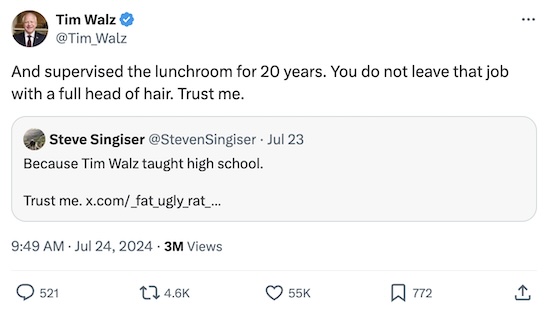 Tim Walz
@Tim_Walz
And supervised the lunchroom for 20 years. You do not leave that job
with a full head of hair. Trust me.
Steve Singiser @StevenSingiser · Jul 23
Because Tim Walz taught high school.
Trust me. x.com/_fat_ugly_rat_...
9:49 AM · Jul 24, 2024 · 3M Views
521 4.6K 55K 772